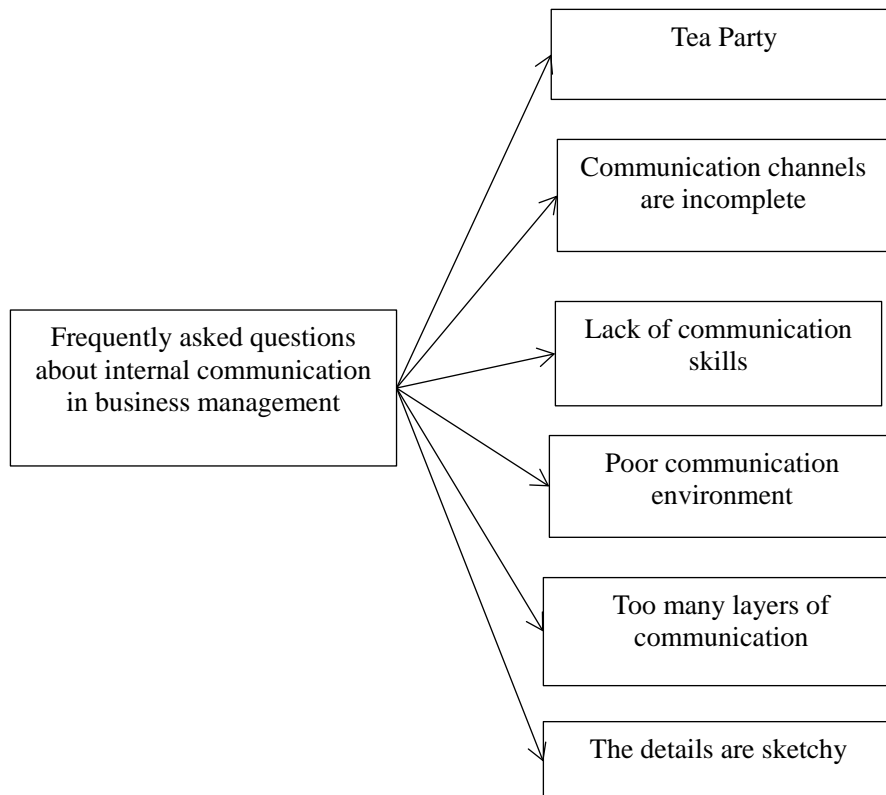 Tea Party
Communication channels
are incomplete
Frequently asked questions
about internal communication
in business management
Lack of communication
skills
Poor communication
environment
Too many layers of
communication
The details are sketchy